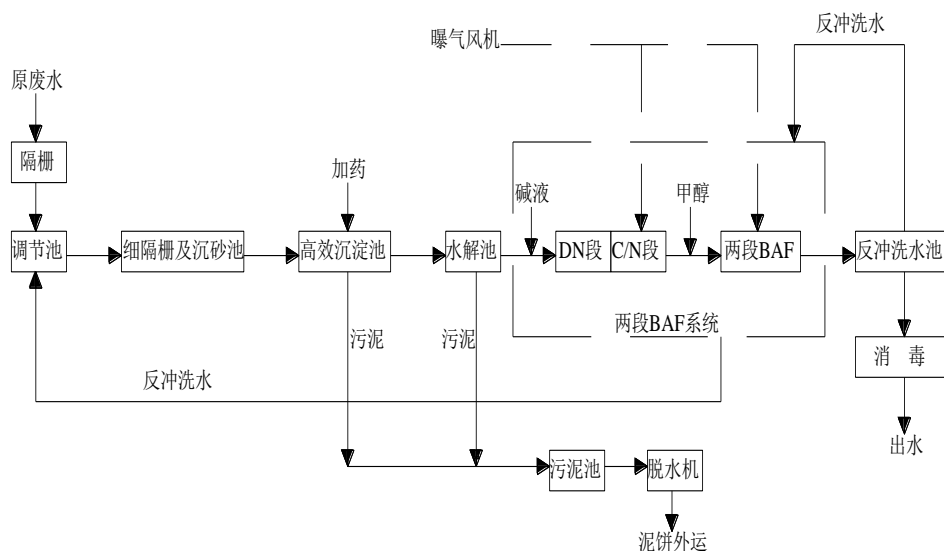 反冲洗水
曝气风机
原废水
隔栅
加药
碱液
甲醇
调节池
细隔栅及沉砂池
高效沉淀池
水解池
DN段
C/N段
两段BAF
反冲洗水池
两段BAF系统
污泥
污泥
消 毒
反冲洗水
出水
污泥池
脱水机
泥饼外运